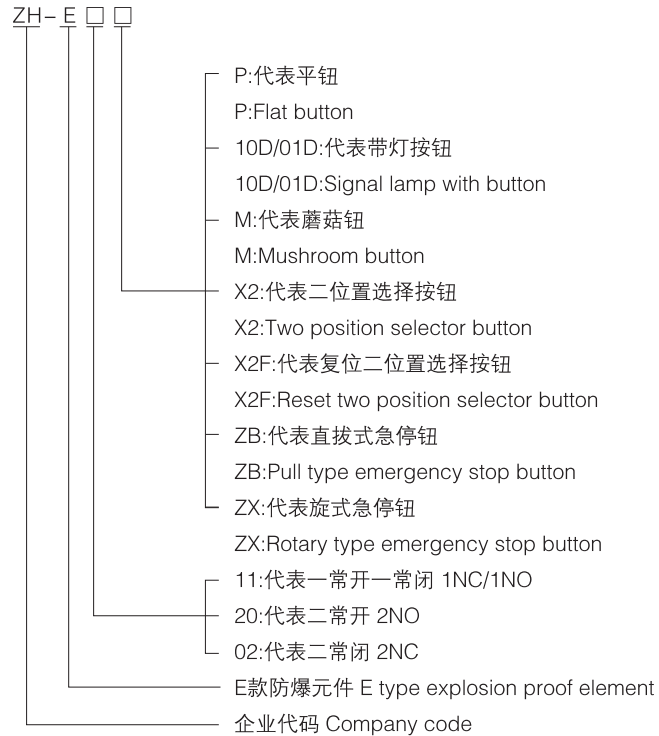 ZH-E□□
P:代表平钮
P:Flat button
10D/01D:代表带灯按钮
10D/01D:Signal lamp with button
M:代表蘑菇钮
M:Mushroom button
X2:代表二位置选择按钮
X2:Two position selector button
X2F:代表复位二位置选择按钮
X2F:Reset two position selector button
ZB:代表直拔式急停钮
ZB:Pull type emergency stop button
ZX:代表旋式急停钮
ZX:Rotary type emergency stop button
11:代表一常开一常闭 1NC/1NO
20:代表二常开 2NO
02:代表二常闭 2NC
E款防爆元件 E type explosion proof element
企业代码 Company code